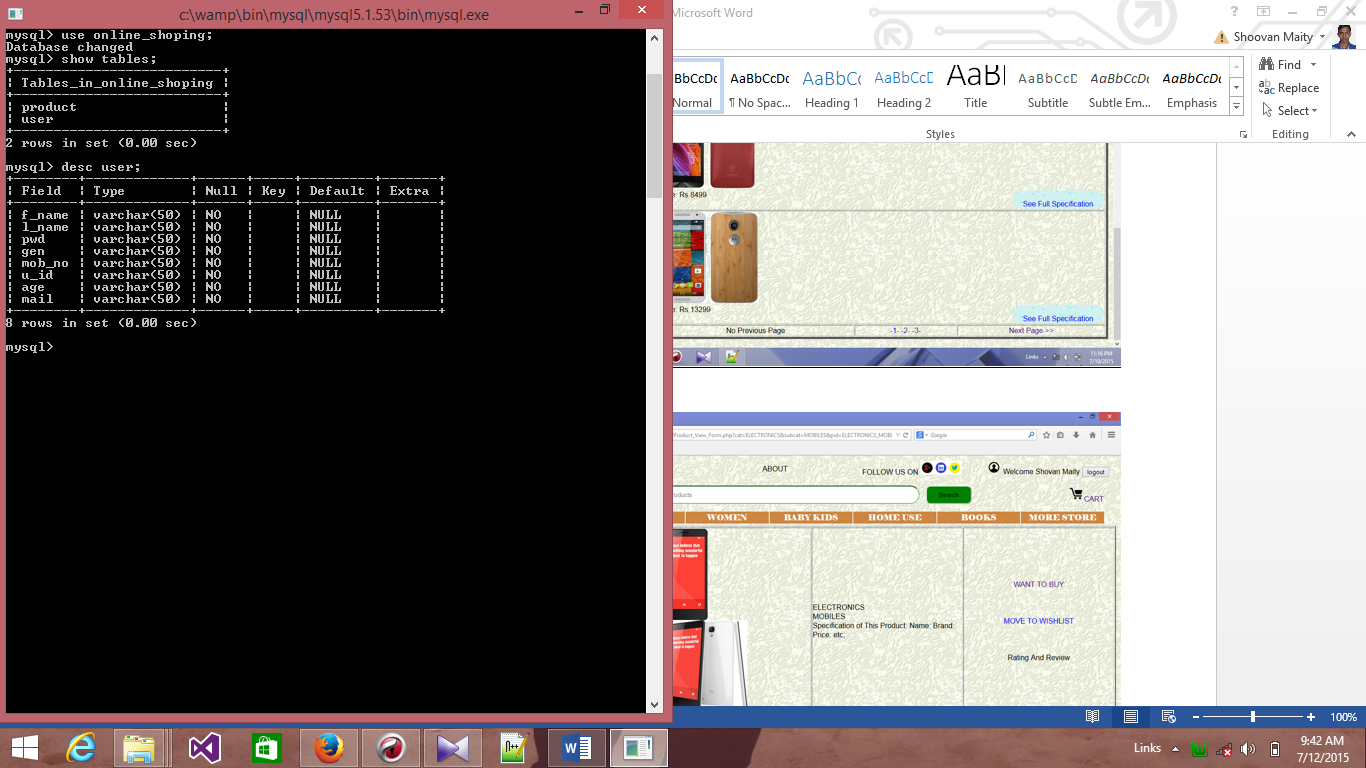 c:\wamp\bin\mysql\mysql5.1.53\bin\mysql.exe
mysql> use online_shoping;
Database changed
mysql> show tables;
Tables_in_online_shoping
product
user
2 rows in set (0.00 sec)
mysql> desc user;
Field | Type | Null | Key | Default | Extra
f_name | varchar(50) | NO | | NULL |
l_name | varchar(50) | NO | | NULL |
pwd | varchar(50) | NO | | NULL |
gen | varchar(50) | NO | | NULL |
mob_no | varchar(50) | NO | | NULL |
u_id | varchar(50) | NO | | NULL |
age | varchar(50) | NO | | NULL |
mail | varchar(50) | NO | | NULL |
8 rows in set (0.00 sec)
mysql>
Microsoft Word
Shoovan Maity
AaBbCcDc AaBbC AaBbCcD AaBbCcD AaBbCcDc AaBbCcDc
Normal ¶ No Spac... Heading 1 Heading 2 Title Subtitle Subtle Em... Emphasis
Styles
Find
Replace
Select
Editing
Rs.8499
See Full Specification
Rs.13299
See Full Specification
No Previous Page -1- -2- -3- Next Page >>
Links 11:16 PM
7/10/2015
Product_View_Form.php?cat=ELECTRONICS&subcat=MOBILES&pid=ELECTRONICS_MOBI Google
ABOUT FOLLOW US ON Welcome Shovan Maity logout
Search CART
WOMEN BABY KIDS HOME USE BOOKS MORE STORE
ELECTRONICS
MOBILES
Specification of This Product: Name: Brand:
Price: etc;
WANT TO BUY
MOVE TO WISHLIST
Rating And Review
100%
Links 9:42 AM
7/12/2015